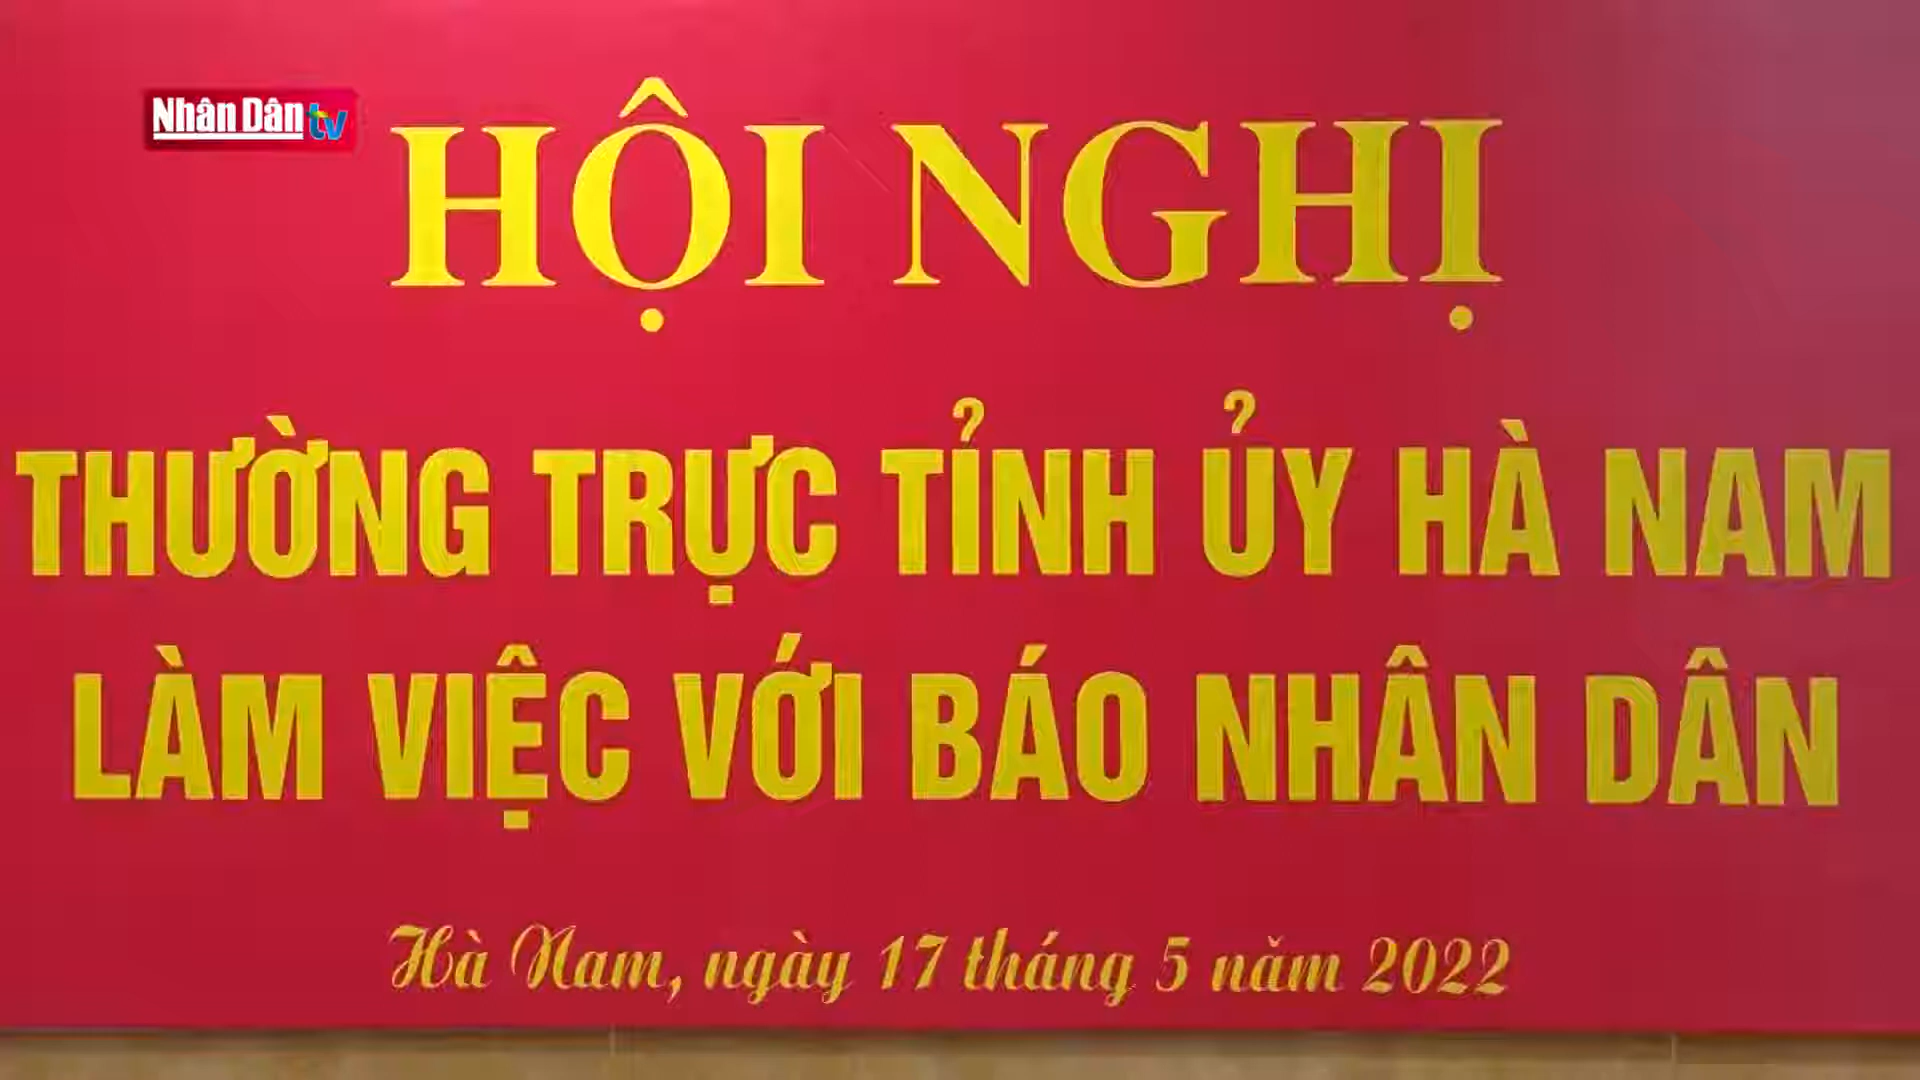 Nhân Dân tv
HỘI NGHỊ
THƯỜNG TRỰC TỈNH ỦY HÀ NAM
LÀM VIỆC VỚI BÁO NHÂN DÂN
Hà Nam, ngày 17 tháng 5 năm 2022